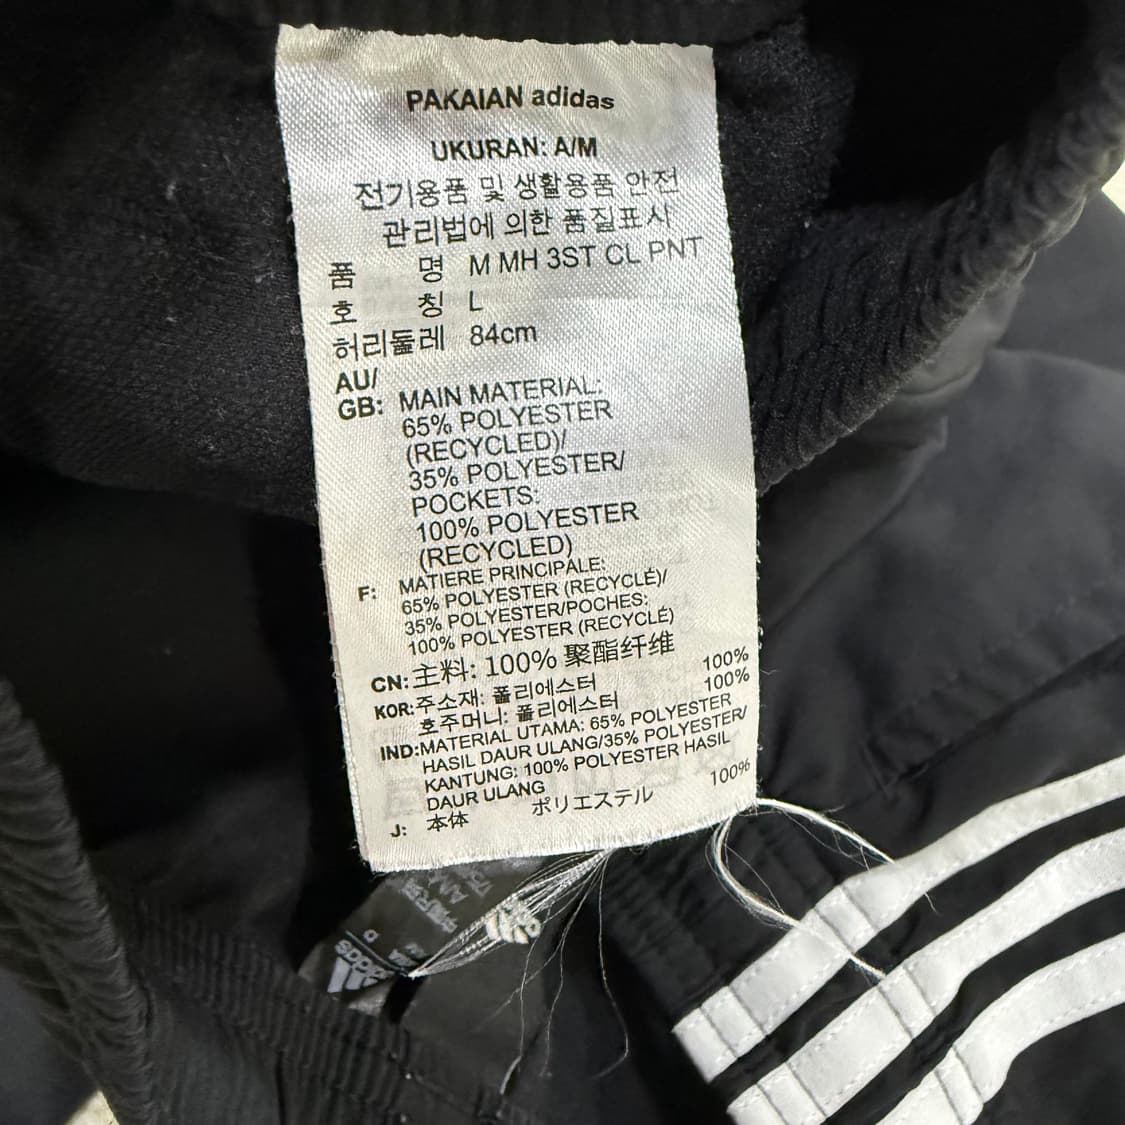 PAKAIAN adidas
UKURAN: A/M
전기용품 및 생활용품 안전
관리법에 의한 품질표시
품 명 M MH 3ST CL PNT
호 칭 L
허리둘레 84cm
AU/
GB: MAIN MATERIAL:
65% POLYESTER
(RECYCLED)/
35% POLYESTER/
POCKETS:
100% POLYESTER
(RECYCLED)
F: MATIERE PRINCIPALE:
65% POLYESTER (RECYCLÉ)/
35% POLYESTER/POCHES:
100% POLYESTER (RECYCLÉ)
CN: 主料: 100% 聚酯纤维
KOR: 주소재: 폴리에스터 100%
호주머니: 폴리에스터 100%
IND: MATERIAL UTAMA: 65% POLYESTER
HASIL DAUR ULANG/35% POLYESTER/
KANTUNG: 100% POLYESTER HASIL
DAUR ULANG
J: 本体 ポリエステル 100%
adidas
D